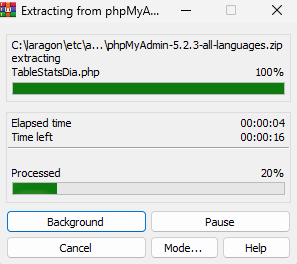 Extracting from phpMyA...
C:\laragon\etc\a...\phpMyAdmin-5.2.3-all-languages.zip
extracting
TableStatsDia.php 100%
Elapsed time 00:00:04
Time left 00:00:16
Processed 20%
Background Pause
Cancel Mode... Help